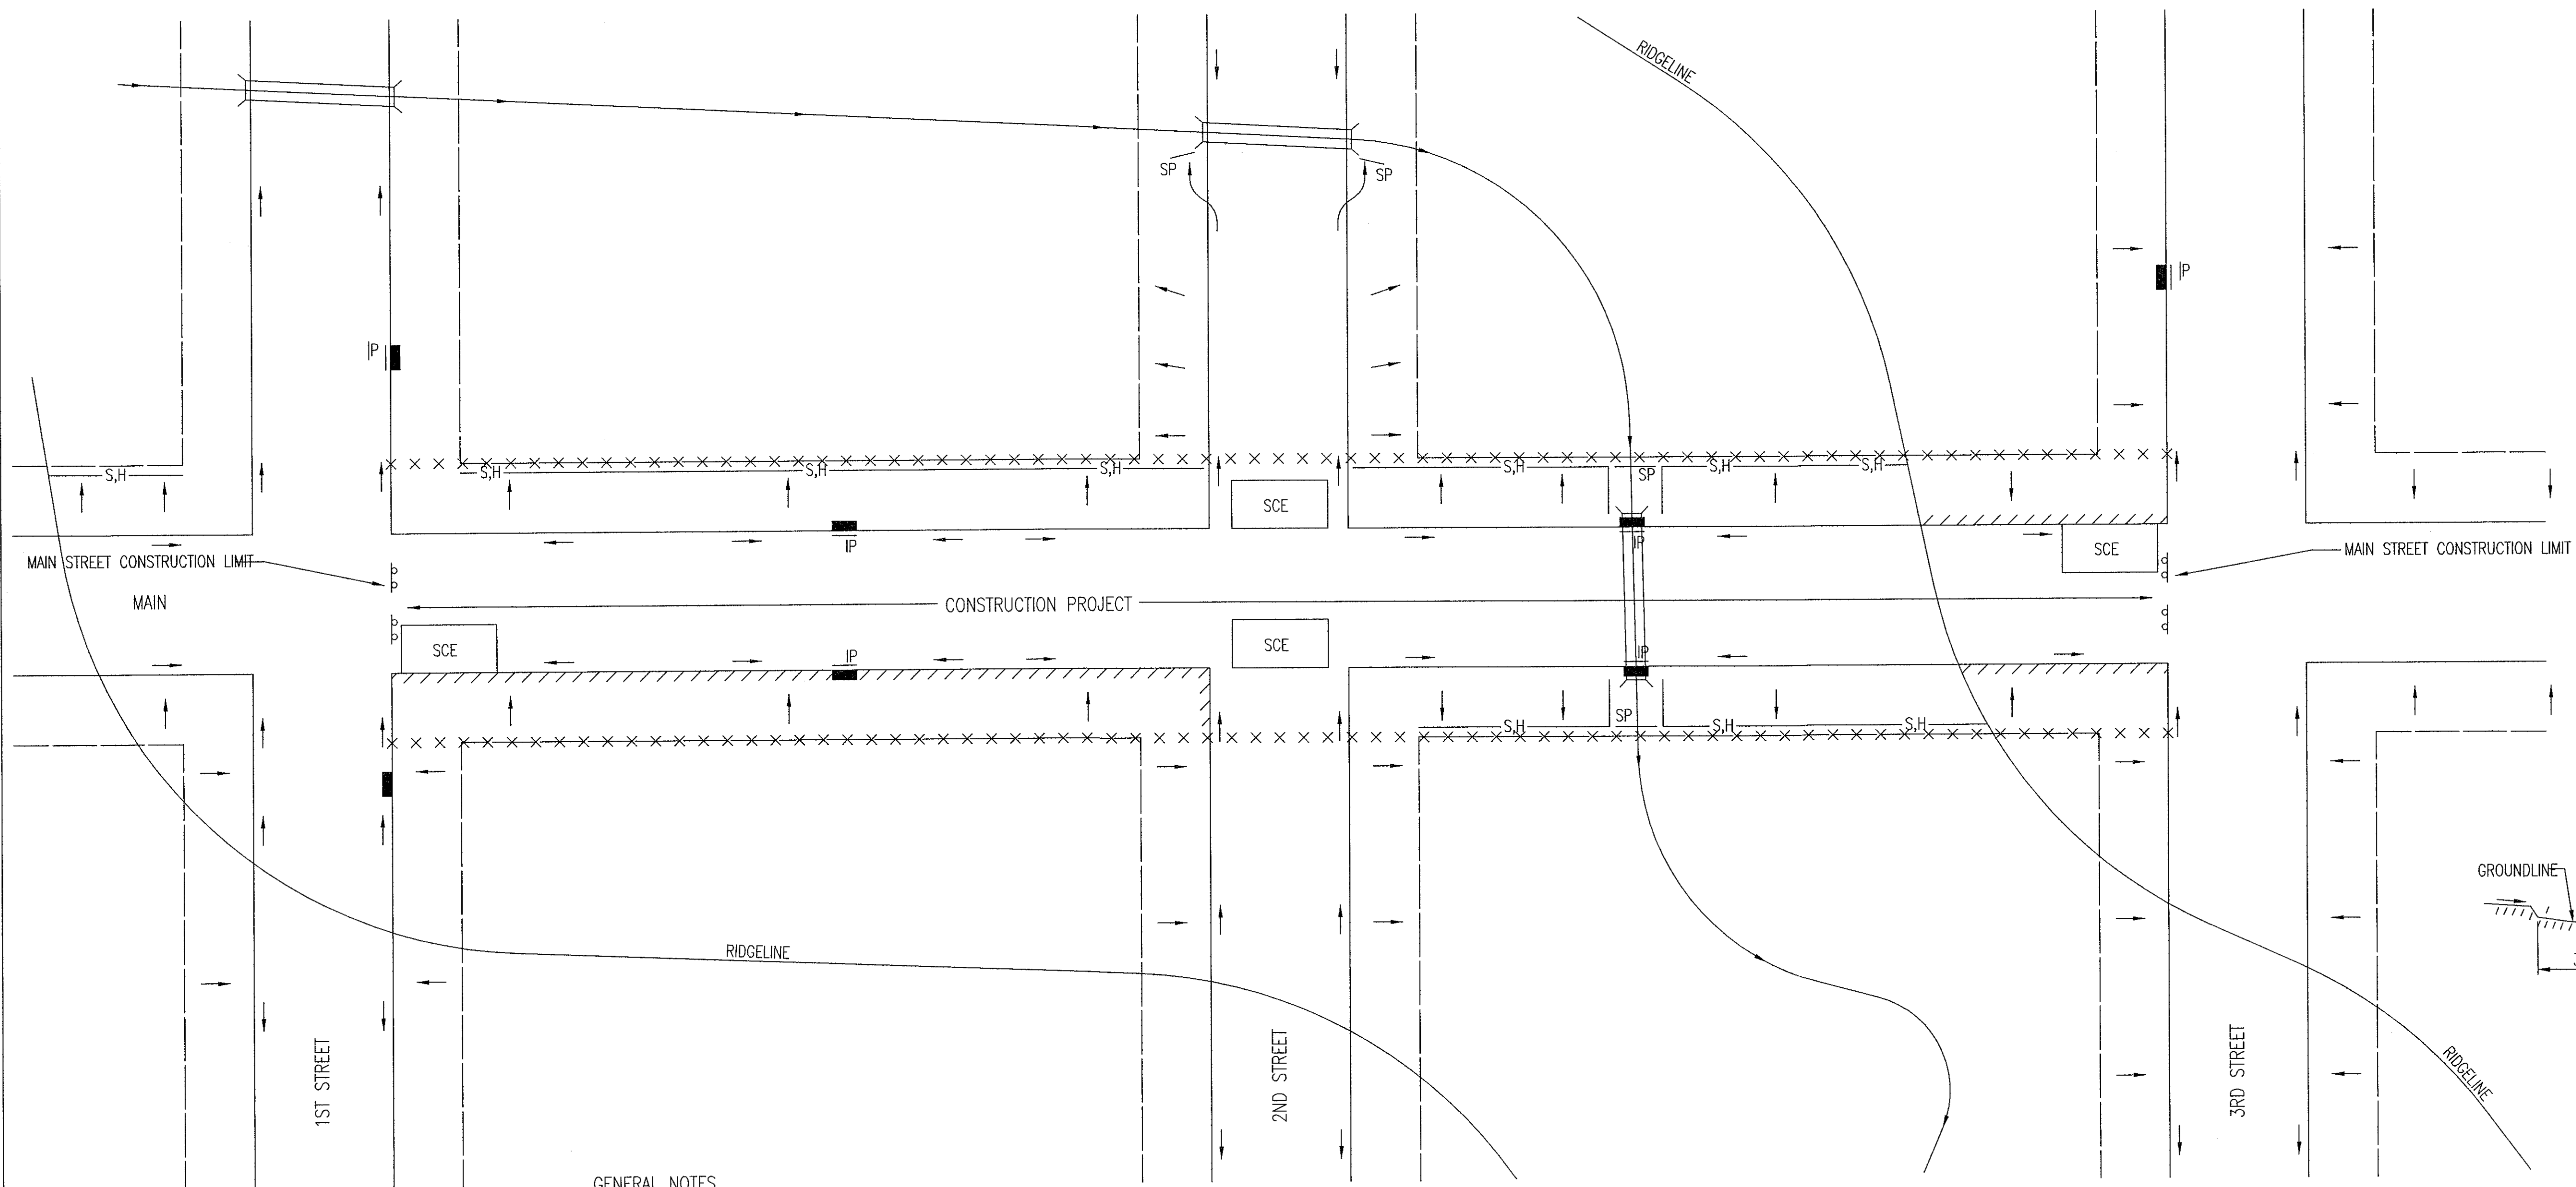 RIDGELINE
SP
SP
IP
IP
S,H
S,H
S,H
S,H
S,H
SP
S,H
S,H
SCE
IP
IP
SCE
MAIN STREET CONSTRUCTION LIMIT
MAIN STREET CONSTRUCTION LIMIT
MAIN
CONSTRUCTION PROJECT
SCE
SCE
IP
IP
S,H
SP
S,H
S,H
GROUNDLINE
RIDGELINE
1ST STREET
2ND STREET
3RD STREET
RIDGELINE
GENERAL NOTES